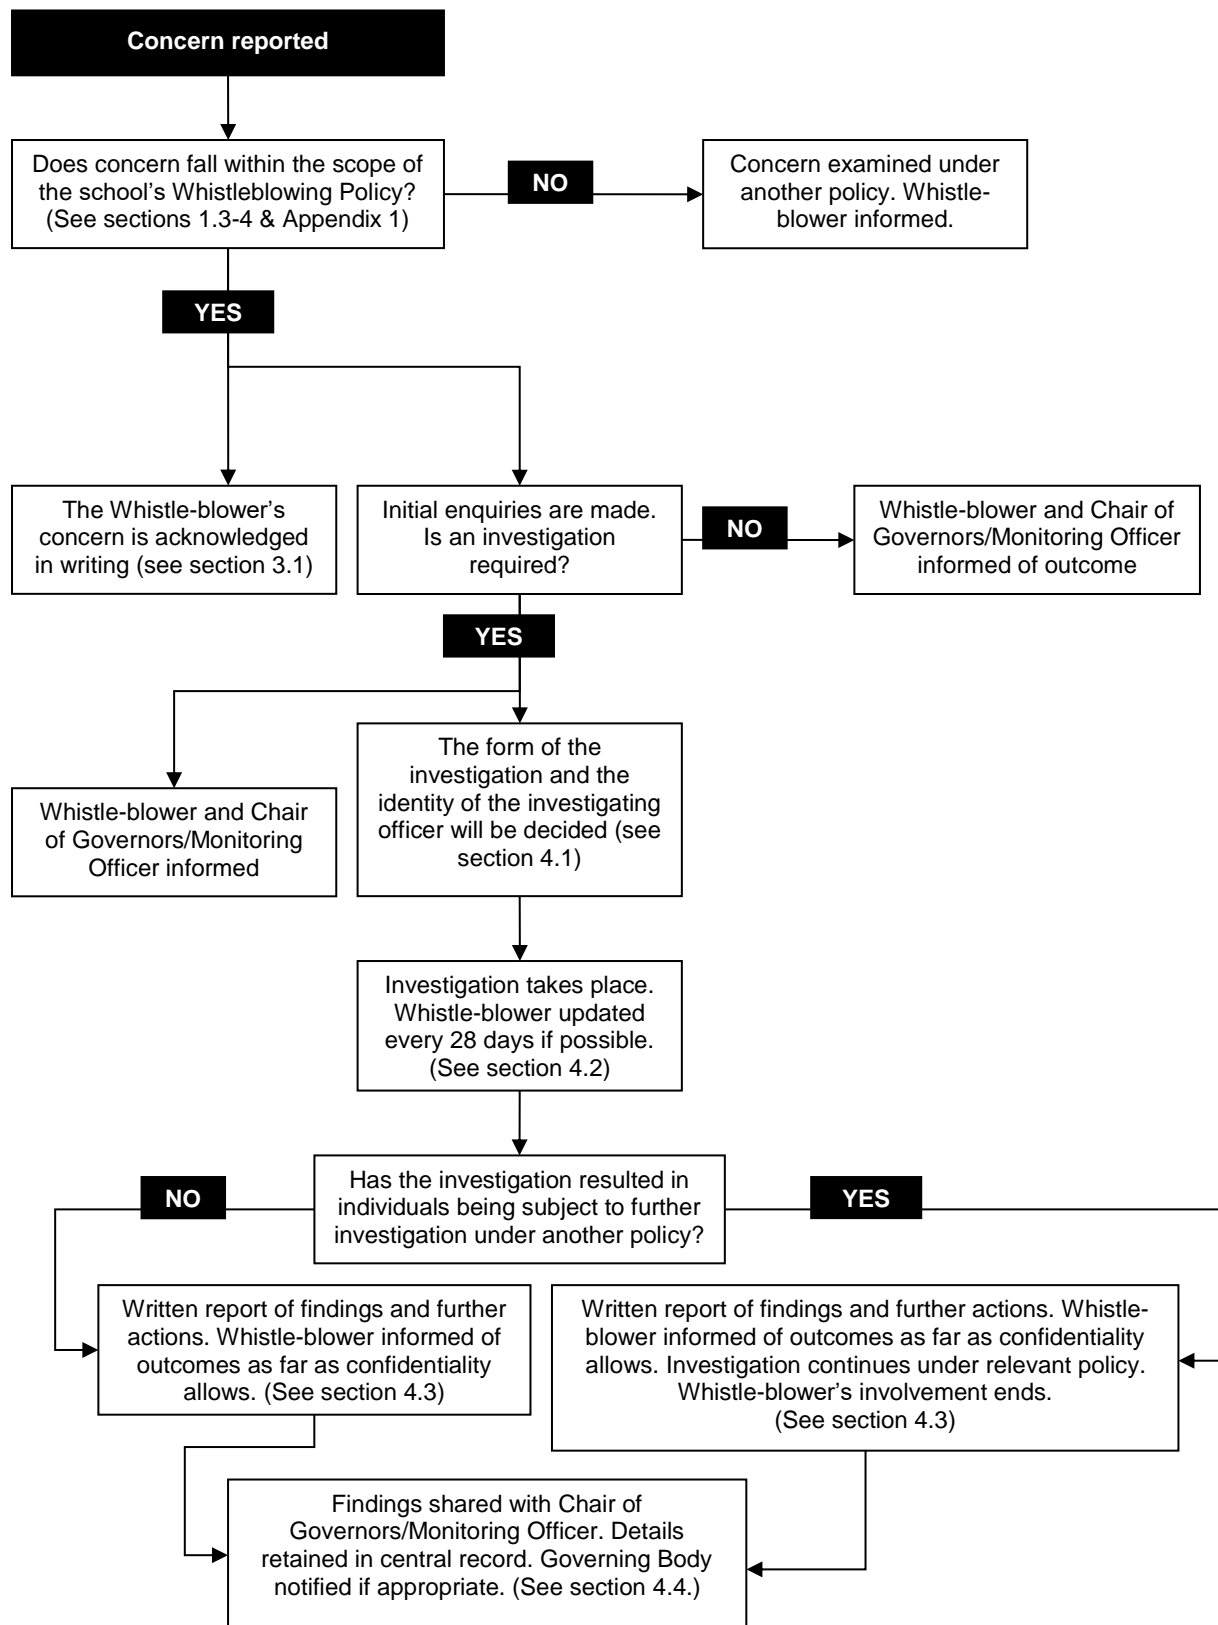 Concern reported
Does concern fall within the scope of
the school's Whistleblowing Policy?
(See sections 1.3-4 & Appendix 1)
NO
Concern examined under
another policy. Whistle-
blower informed.
YES
The Whistle-blower's
concern is acknowledged
in writing (see section 3.1)
Initial enquiries are made.
Is an investigation
required?
NO
Whistle-blower and Chair of
Governors/Monitoring Officer
informed of outcome
YES
Whistle-blower and Chair
of Governors/Monitoring
Officer informed
The form of the
investigation and the
identity of the investigating
officer will be decided (see
section 4.1)
Investigation takes place.
Whistle-blower updated
every 28 days if possible.
(See section 4.2)
Has the investigation resulted in
individuals being subject to further
investigation under another policy?
NO
YES
Written report of findings and further
actions. Whistle-blower informed of
outcomes as far as confidentiality
allows. (See section 4.3)
Written report of findings and further actions. Whistle-
blower informed of outcomes as far as confidentiality
allows. Investigation continues under relevant policy.
Whistle-blower's involvement ends.
(See section 4.3)
Findings shared with Chair of
Governors/Monitoring Officer. Details
retained in central record. Governing Body
notified if appropriate. (See section 4.4.)